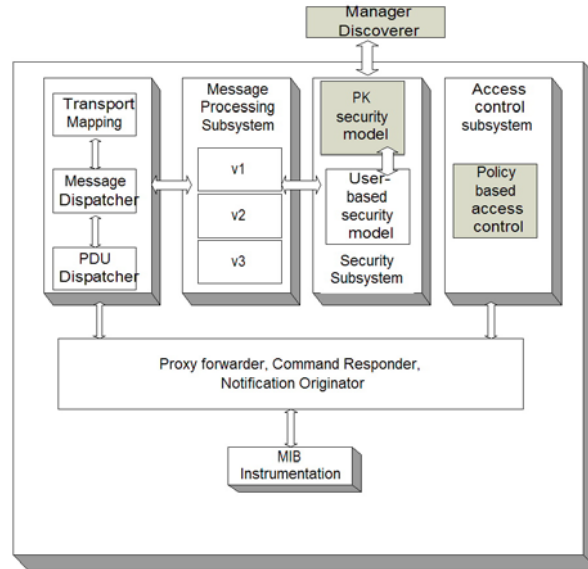 Manager
Discoverer
Transport
Mapping
Message
Dispatcher
PDU
Dispatcher
Message
Processing
Subsystem
v1
v2
v3
PK
security
model
User-
based
security
model
Security
Subsystem
Access
control
subsystem
Policy
based
access
control
Proxy forwarder, Command Responder,
Notification Originator
MIB
Instrumentation